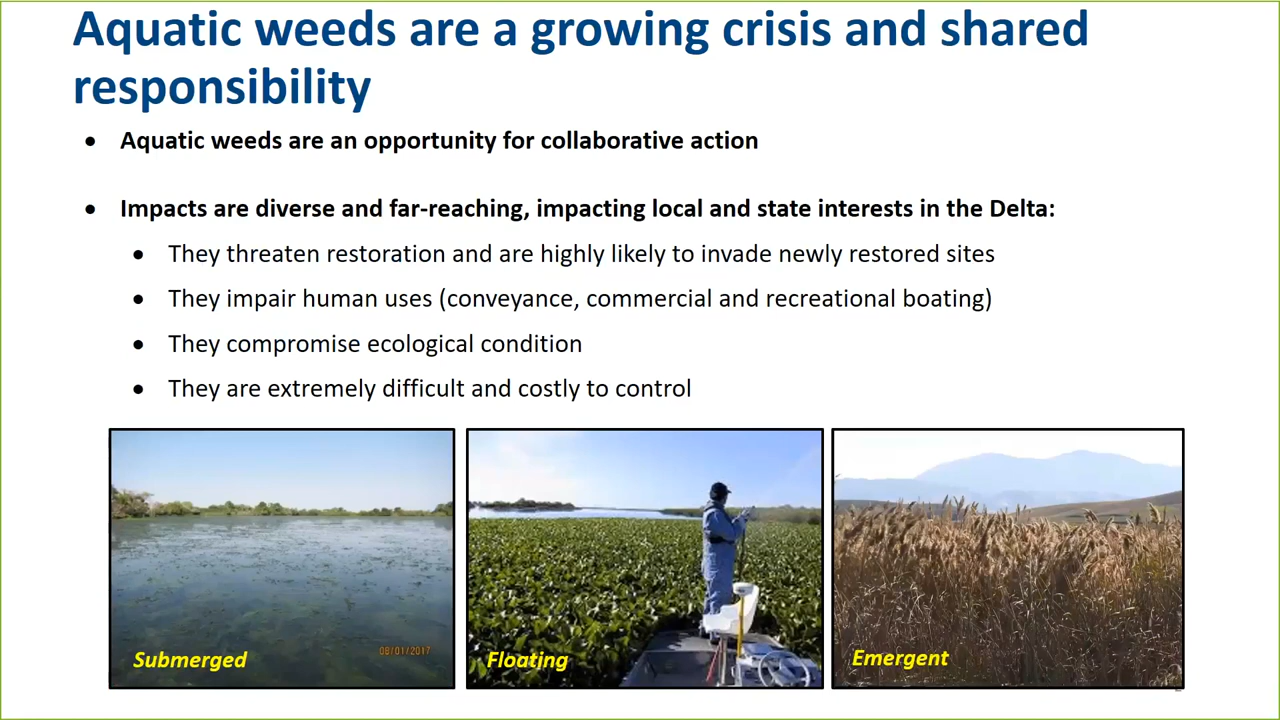 Aquatic weeds are a growing crisis and shared
responsibility
• Aquatic weeds are an opportunity for collaborative action
• Impacts are diverse and far-reaching, impacting local and state interests in the Delta:
• They threaten restoration and are highly likely to invade newly restored sites
• They impair human uses (conveyance, commercial and recreational boating)
• They compromise ecological condition
• They are extremely difficult and costly to control
08/01/2017
Submerged
Floating
Emergent